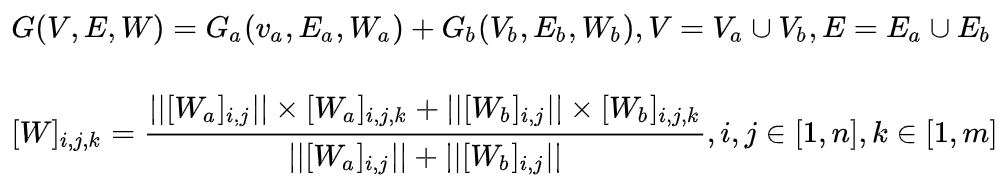 G(V, E, W) = G_a(v_a, E_a, W_a) + G_b(V_b, E_b, W_b), V = V_a ∪ V_b, E = E_a ∪ E_b
[W]_{i,j,k} = \frac{||[W_a]_{i,j}|| × [W_a]_{i,j,k} + ||[W_b]_{i,j}|| × [W_b]_{i,j,k}}{||[W_a]_{i,j}|| + ||[W_b]_{i,j}||}, i, j ∈ [1, n], k ∈ [1, m]